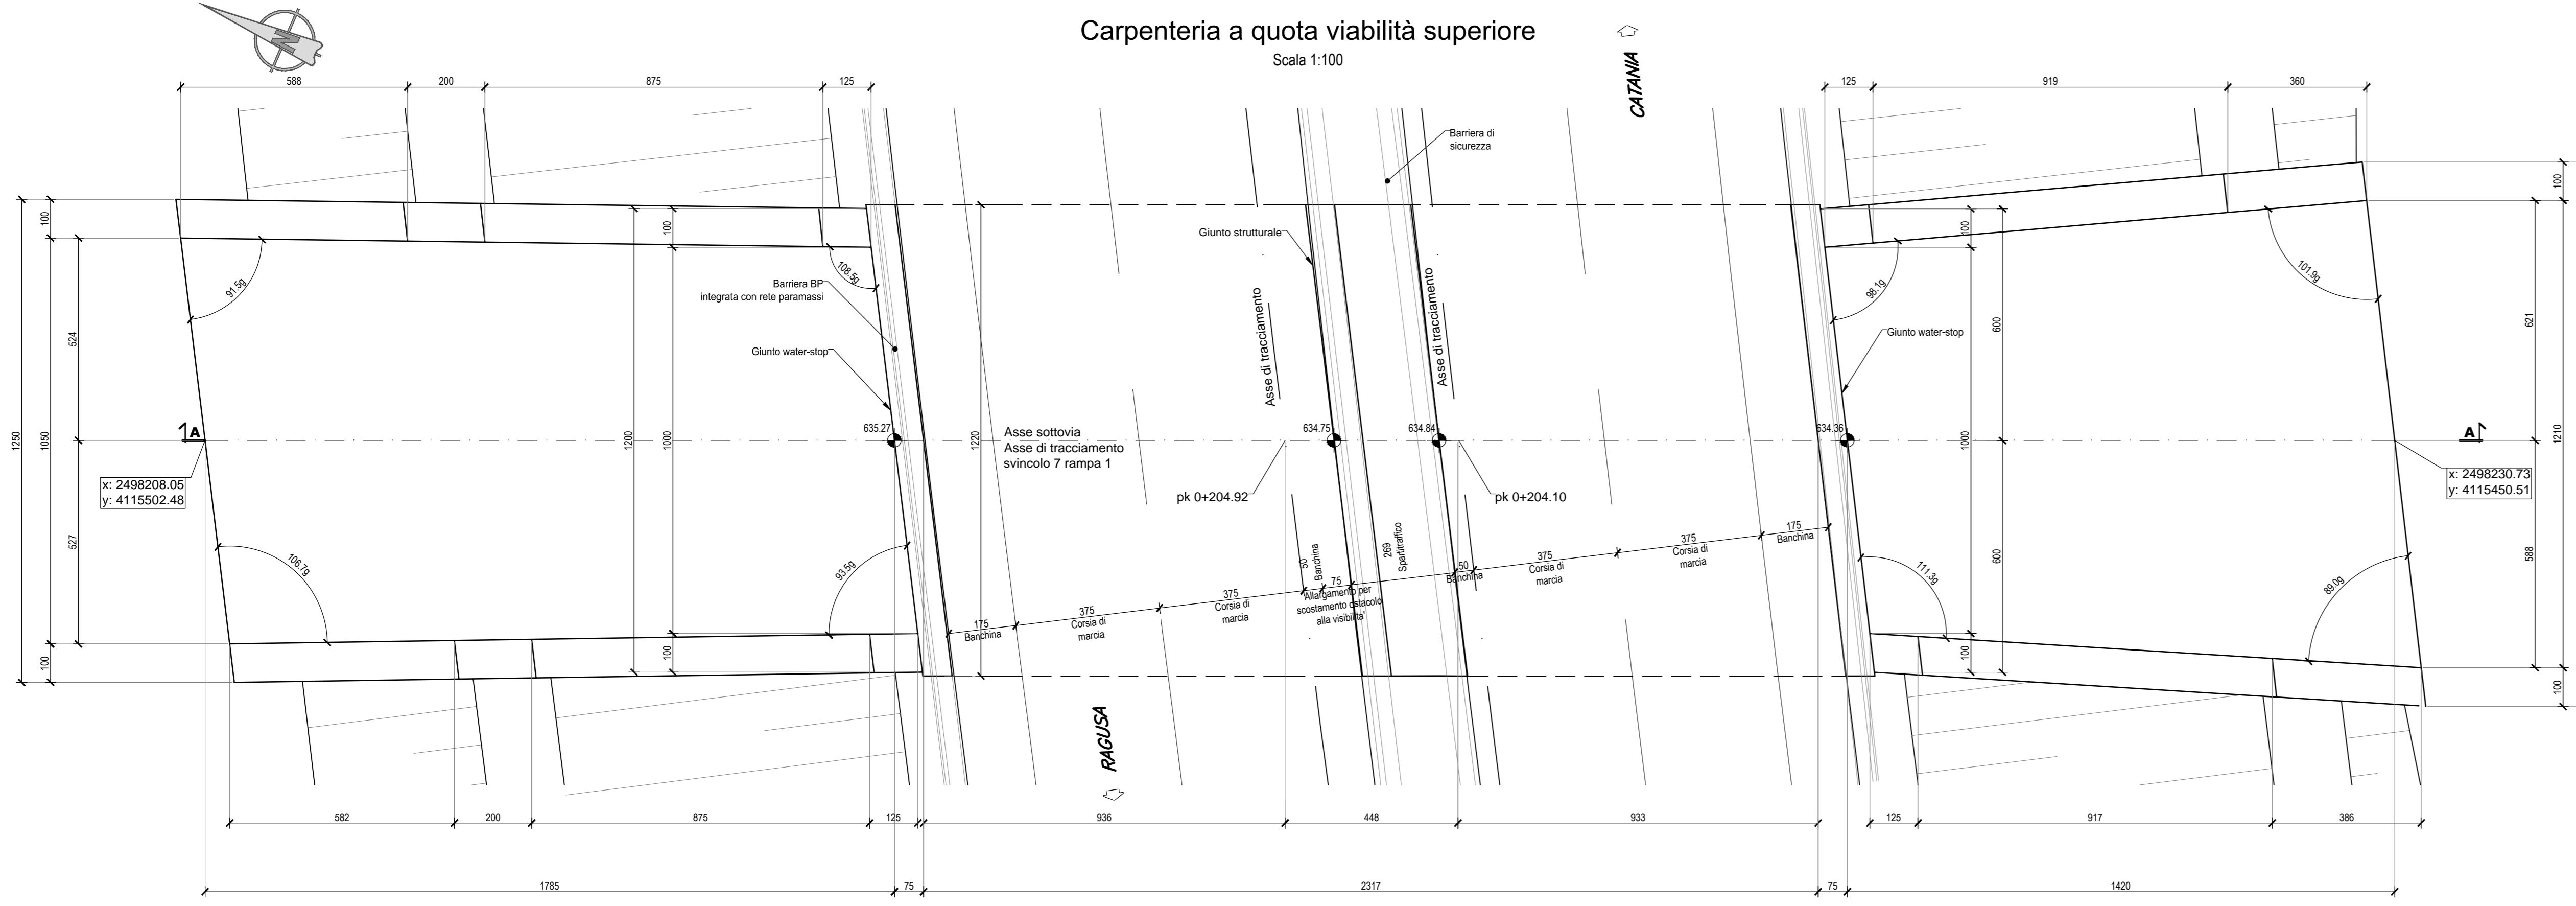 Carpenteria a quota viabilità superiore
Scala 1:100
N
CATANIA
588
200
875
125
125
919
360
Barriera di
sicurezza
100
100
100
100
Giunto strutturale
91.5g
108.5g
98.1g
101.9g
Barriera BP
integrata con rete paramassi
Asse di tracciamento
Asse di tracciamento
524
600
621
Giunto water-stop
Giunto water-stop
A
635.27
634.75
634.84
634.36
A
1250
1050
1200
1000
1220
1000
1210
Asse sottovia
Asse di tracciamento
svincolo 7 rampa 1
x: 2498208.05
y: 4115502.48
pk 0+204.92
pk 0+204.10
x: 2498230.73
y: 4115450.51
527
600
588
106.7g
93.5g
111.3g
89.0g
175
Banchina
375
Corsia di
marcia
375
Corsia di
marcia
50
Banchina
75
Allargamento per
scostamento ostacolo
alla visibilita'
269
Spartitraffico
50
Banchina
375
Corsia di
marcia
375
Corsia di
marcia
175
Banchina
100
100
100
100
RAGUSA
582
200
875
125
936
448
933
125
917
386
1785
75
2317
75
1420